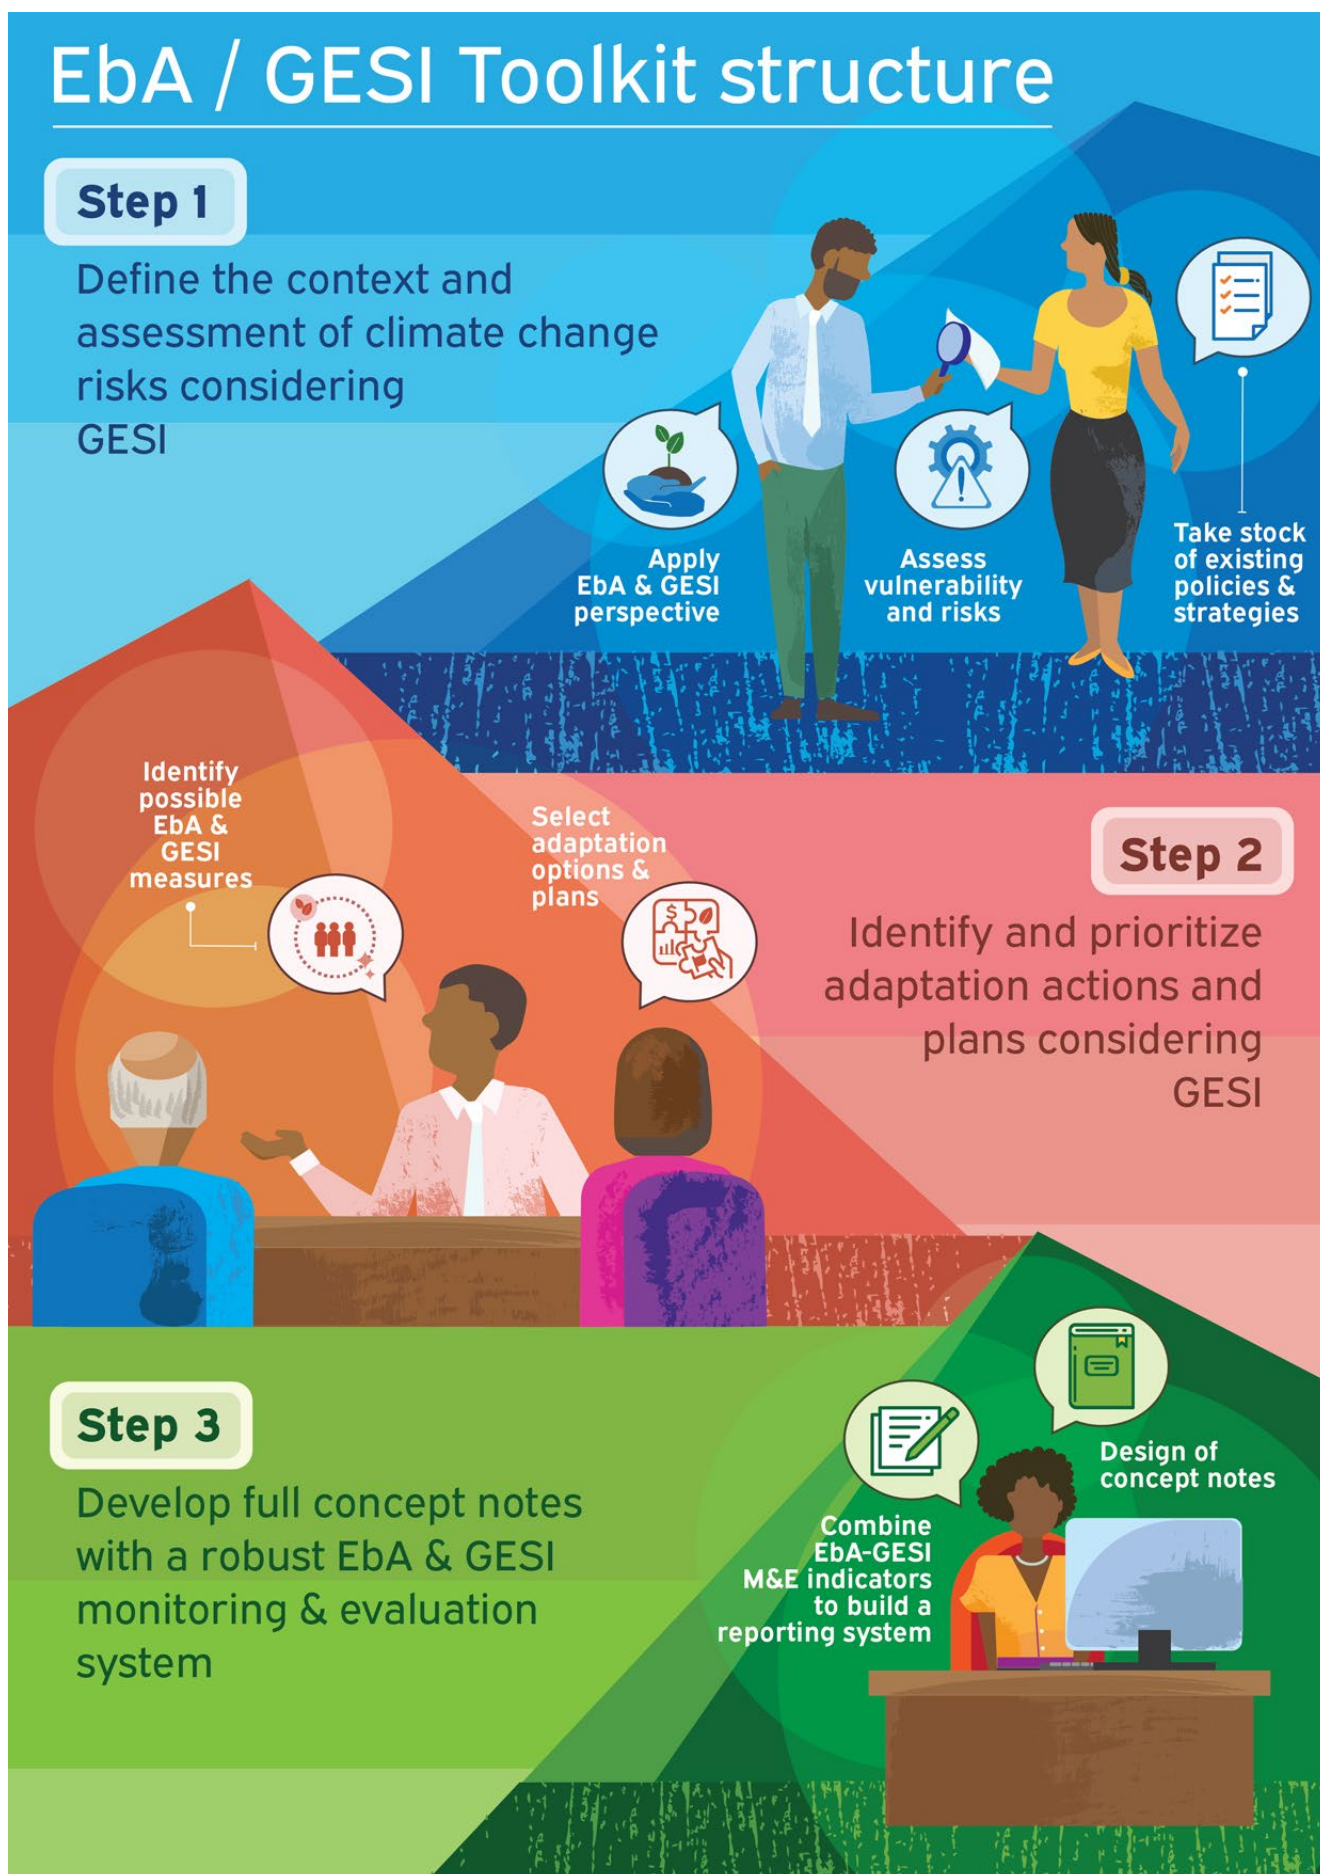 EbA / GESI Toolkit structure
Step 1
Define the context and
assessment of climate change
risks considering
GESI
Apply
EbA & GESI
perspective
Assess
vulnerability
and risks
Take stock
of existing
policies &
strategies
Identify
possible
EbA &
GESI
measures
Select
adaptation
options &
plans
$
Step 2
Identify and prioritize
adaptation actions and
plans considering
GESI
Step 3
Develop full concept notes
with a robust EbA & GESI
monitoring & evaluation
system
Combine
EbA-GESI
M&E indicators
to build a
reporting system
Design of
concept notes